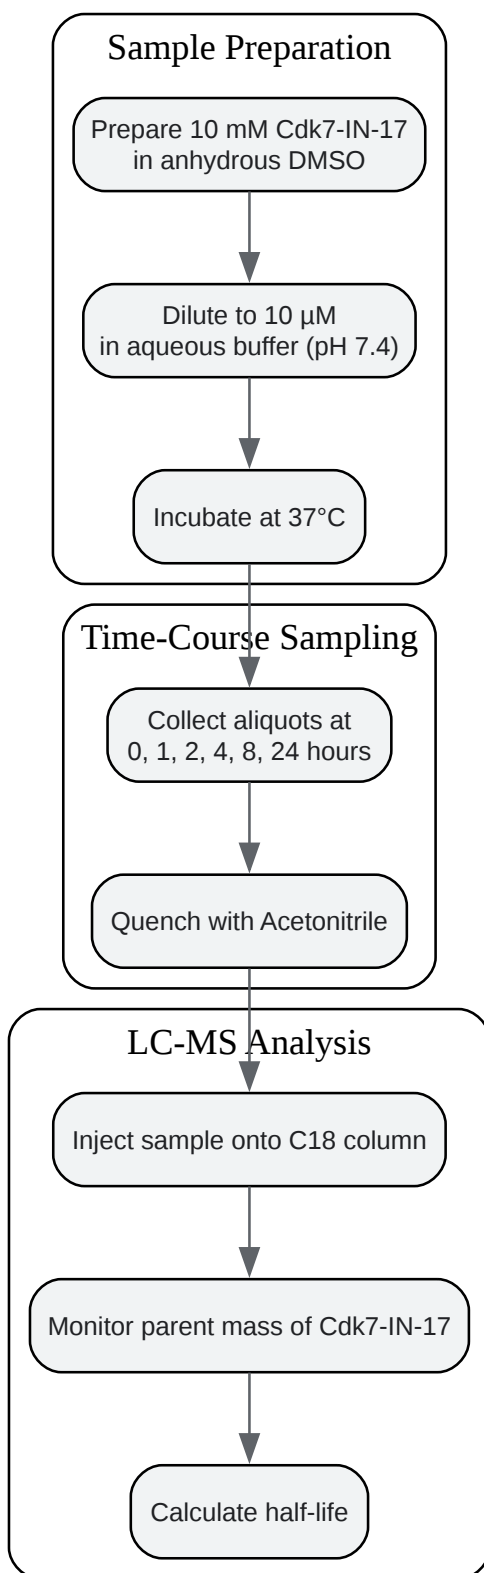 Sample Preparation
Prepare 10 mM Cdk7-IN-17
in anhydrous DMSO
Dilute to 10 µM
in aqueous buffer (pH 7.4)
Incubate at 37°C
Time-Course Sampling
Collect aliquots at
0, 1, 2, 4, 8, 24 hours
Quench with Acetonitrile
LC-MS Analysis
Inject sample onto C18 column
Monitor parent mass of Cdk7-IN-17
Calculate half-life